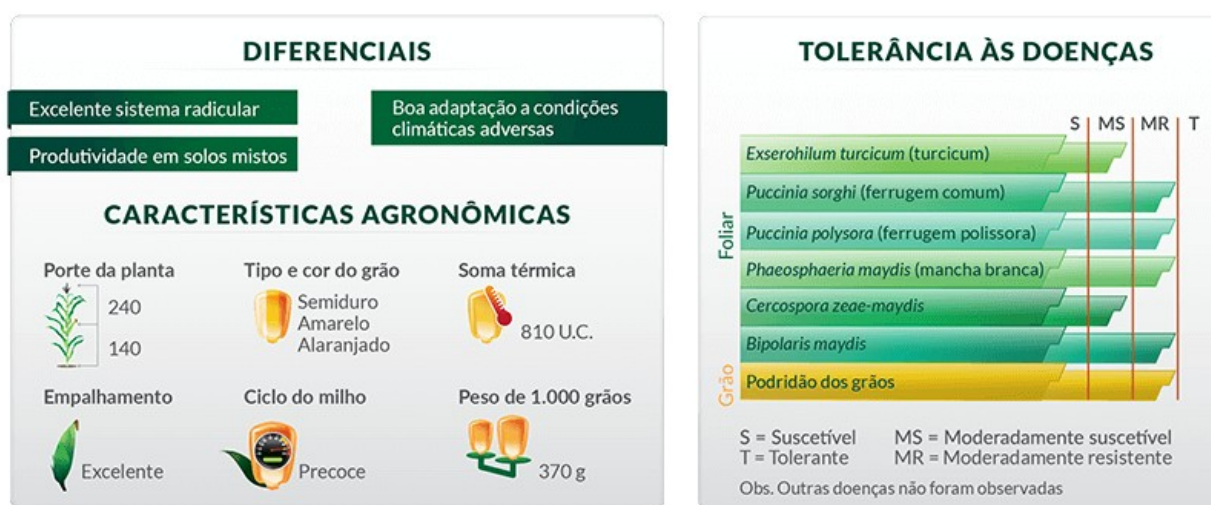 DIFERENCIAIS
Excelente sistema radicular
Produtividade em solos mistos
Boa adaptação a condições
climáticas adversas
CARACTERÍSTICAS AGRONÔMICAS
Porte da planta
240
140
Tipo e cor do grão
Semiduro
Amarelo
Alaranjado
Soma térmica
810 U.C.
Empalhamento
Excelente
Ciclo do milho
Precoce
Peso de 1.000 grãos
370 g
TOLERÂNCIA ÀS DOENÇAS
S MS MR T
Foliar
Exserohilum turcicum (turcicum)
Puccinia sorghi (ferrugem comum)
Puccinia polysora (ferrugem polissora)
Phaeosphaeria maydis (mancha branca)
Cercospora zeae-maydis
Bipolaris maydis
Grão
Podridão dos grãos
S = Suscetível MS = Moderadamente suscetível
T = Tolerante MR = Moderadamente resistente
Obs. Outras doenças não foram observadas